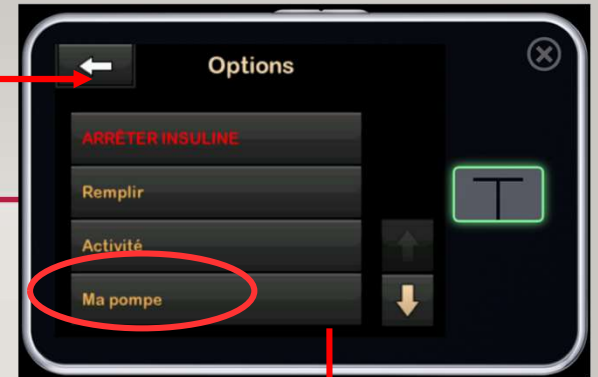 Options
ARRÊTER INSULINE
Remplir
Activité
Ma pompe